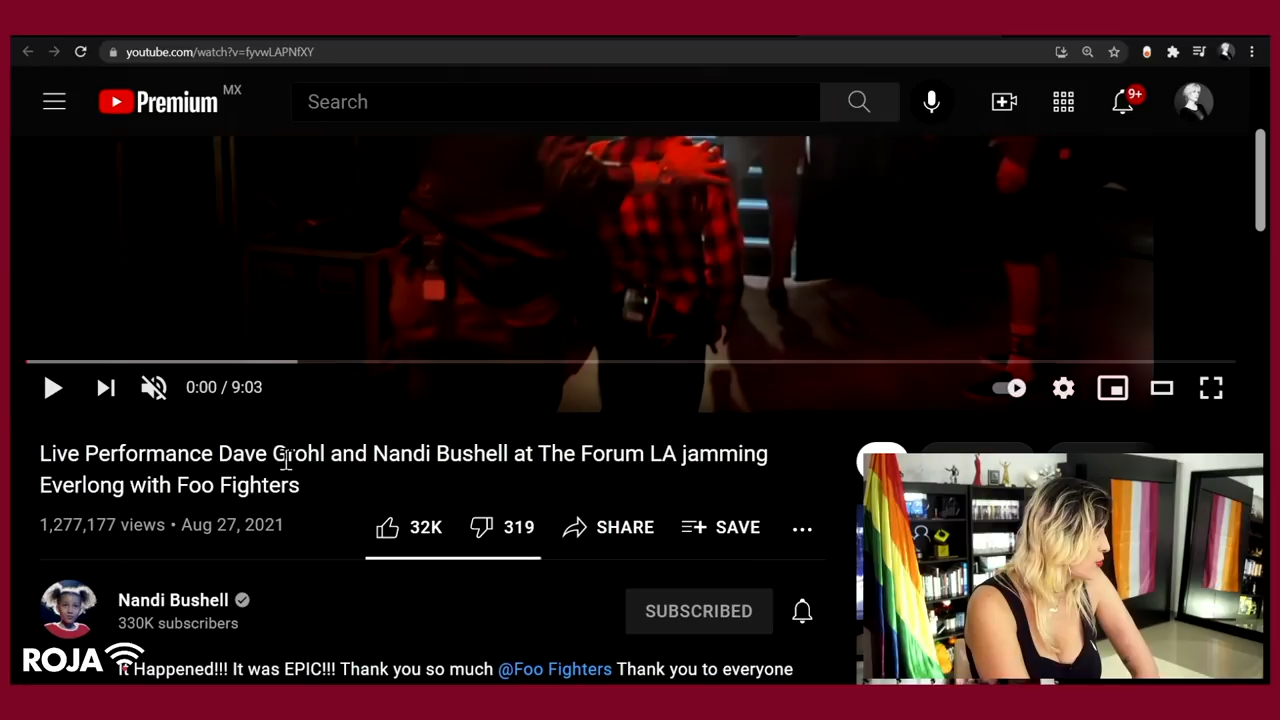 youtube.com/watch?v=fyvwLAPNfXY
Premium MX
Search
9+
0:00 / 9:03
Live Performance Dave Grohl and Nandi Bushell at The Forum LA jamming
Everlong with Foo Fighters
1,277,177 views • Aug 27, 2021
32K
319
SHARE
SAVE
Nandi Bushell
330K subscribers
SUBSCRIBED
ROJA
It Happened!!! It was EPIC!!! Thank you so much @Foo Fighters Thank you to everyone